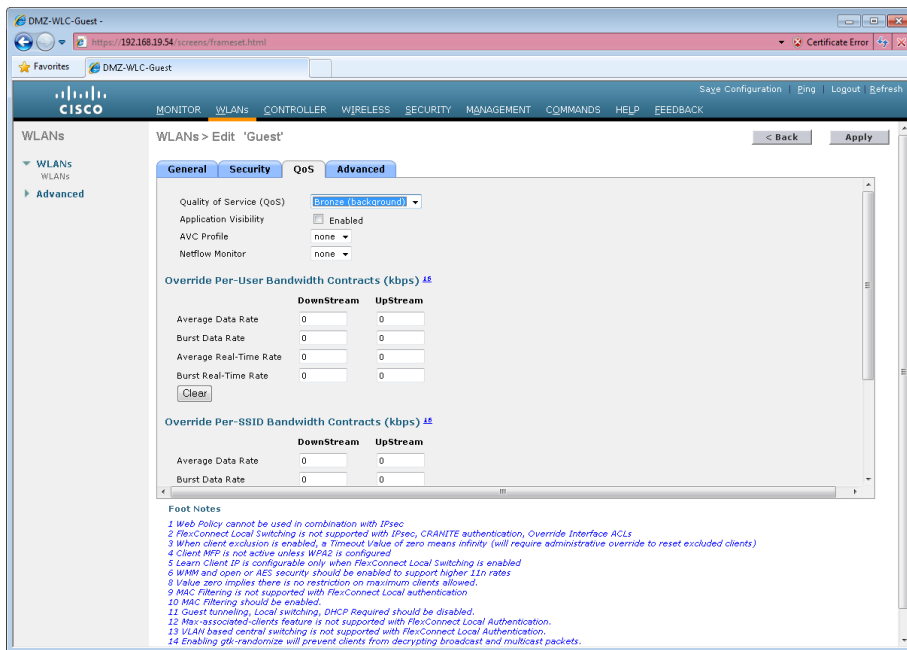 DMZ-WLC-Guest -
https://192.168.19.54/screens/frameset.html
Certificate Error
Favorites
DMZ-WLC-Guest
Save Configuration | Ping | Logout | Refresh
CISCO
MONITOR WLANs CONTROLLER WIRELESS SECURITY MANAGEMENT COMMANDS HELP FEEDBACK
WLANs
WLANs
WLANs
Advanced
WLANs > Edit 'Guest'
< Back
Apply
General Security QoS Advanced
Quality of Service (QoS) Bronze (background)
Application Visibility Enabled
AVC Profile none
Netflow Monitor none
Override Per-User Bandwidth Contracts (kbps) 16
DownStream UpStream
Average Data Rate 0 0
Burst Data Rate 0 0
Average Real-Time Rate 0 0
Burst Real-Time Rate 0 0
Clear
Override Per-SSID Bandwidth Contracts (kbps) 16
DownStream UpStream
Average Data Rate 0 0
Burst Data Rate 0 0
Foot Notes
1 Web Policy cannot be used in combination with IPsec
2 FlexConnect Local Switching is not supported with IPsec, CRANITE authentication, Override Interface ACLs
3 When client exclusion is enabled, a Timeout Value of zero means infinity (will require administrative override to reset excluded clients)
4 Client MFP is not active unless WPA2 is configured
5 Learn Client IP is configurable only when FlexConnect Local Switching is enabled
6 WMM and open or AES security should be enabled to support higher 11n rates
8 Value zero implies there is no restriction on maximum clients allowed.
9 MAC Filtering is not supported with FlexConnect Local authentication
10 MAC Filtering should be enabled.
11 Guest tunneling, Local switching, DHCP Required should be disabled.
12 Max-associated-clients feature is not supported with FlexConnect Local Authentication.
13 VLAN based central switching is not supported with FlexConnect Local Authentication.
14 Enabling gtk-randomize will prevent clients from decrypting broadcast and multicast packets.